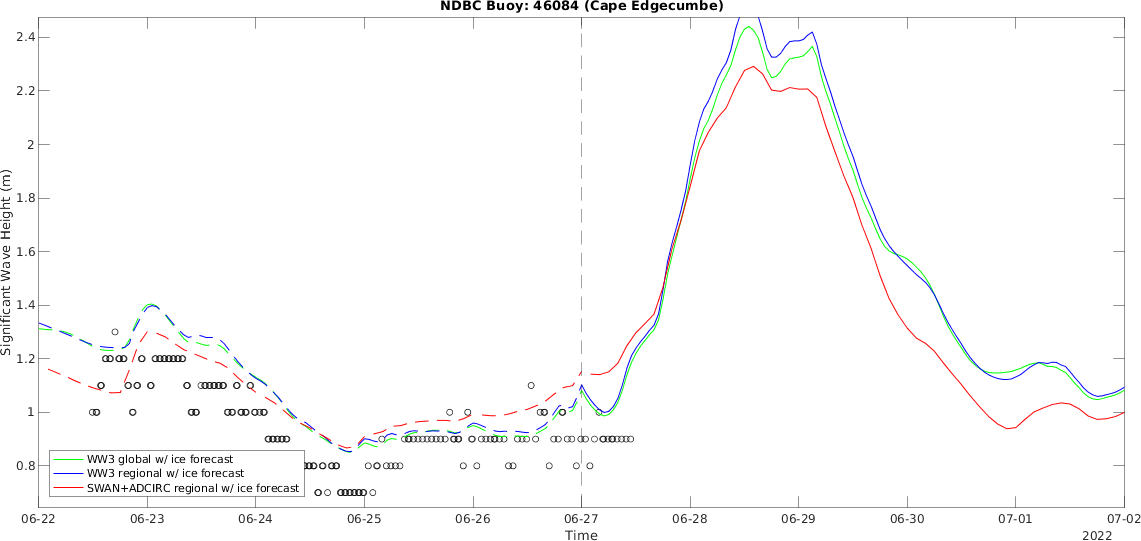 NDBC Buoy: 46084 (Cape Edgecumbe)
2.4
2.2
2
1.8
1.6
1.4
1.2
1
0.8
Significant Wave Height (m)
WW3 global w/ ice forecast
WW3 regional w/ ice forecast
SWAN+ADCIRC regional w/ ice forecast
06-22 06-23 06-24 06-25 06-26 06-27 06-28 06-29 06-30 07-01 07-02
Time
2022